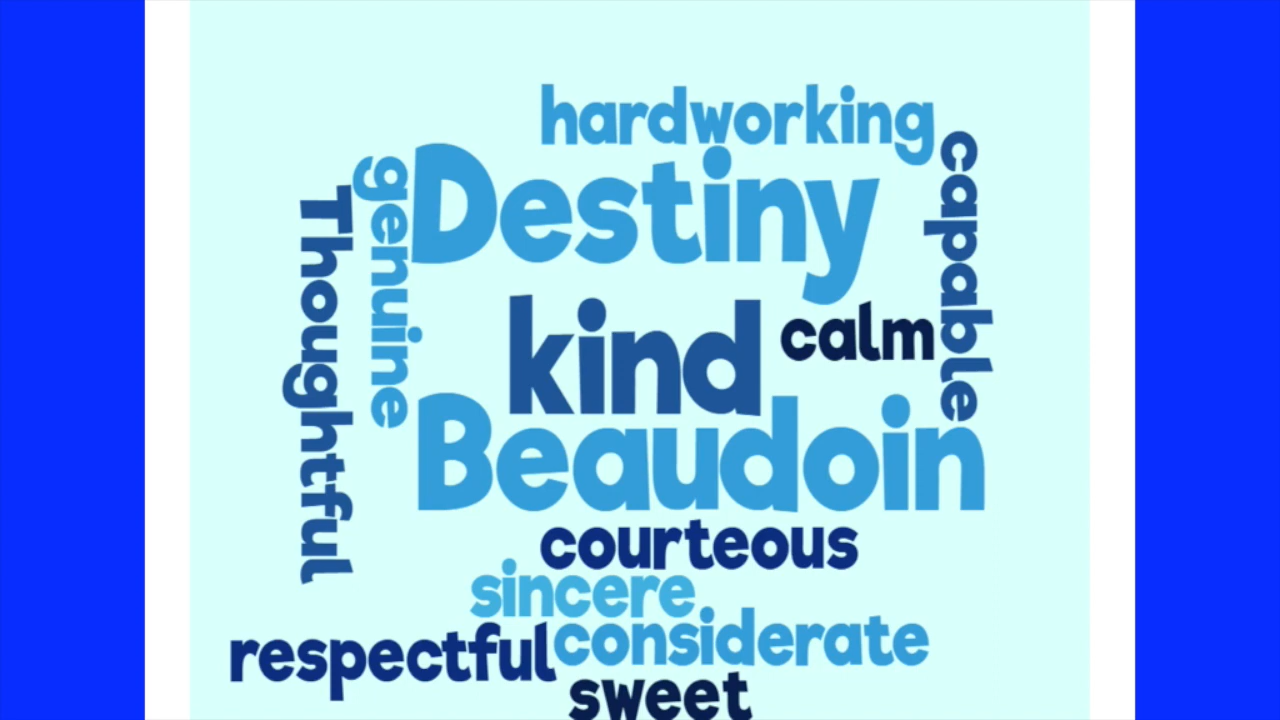 hardworking
Destiny
capable
genuine
Thoughtful
kind
calm
Beaudoin
courteous
sincere
considerate
respectful
sweet